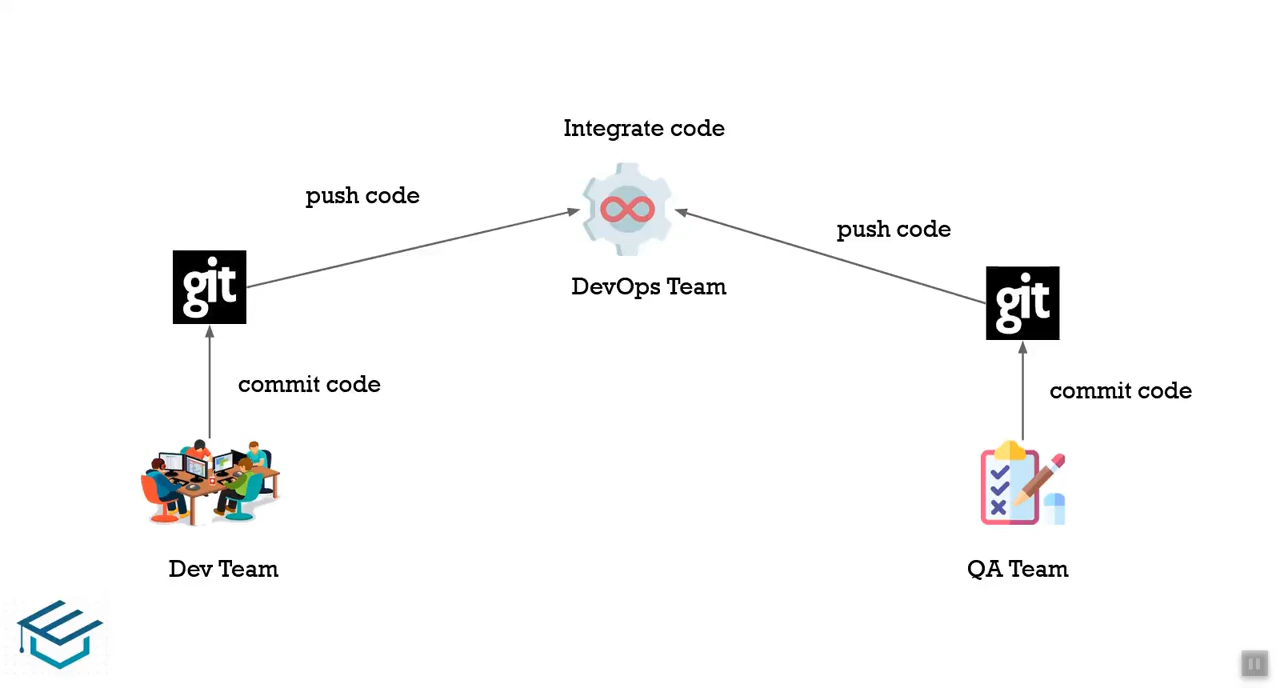 Integrate code
push code
push code
git
DevOps Team
git
commit code
commit code
Dev Team
QA Team